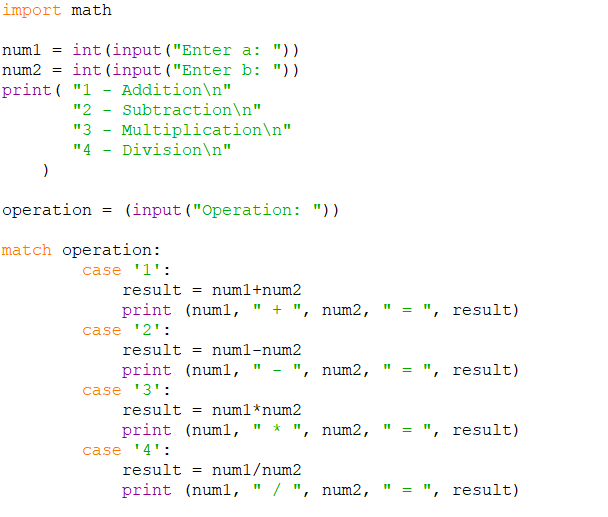 import math

num1 = int(input("Enter a: "))
num2 = int(input("Enter b: "))
print( "1 - Addition\n"
       "2 - Subtraction\n"
       "3 - Multiplication\n"
       "4 - Division\n"
    )

operation = (input("Operation: "))

match operation:
        case '1':
            result = num1+num2
            print (num1, " + ", num2, " = ", result)
        case '2':
            result = num1-num2
            print (num1, " - ", num2, " = ", result)
        case '3':
            result = num1*num2
            print (num1, " * ", num2, " = ", result)
        case '4':
            result = num1/num2
            print (num1, " / ", num2, " = ", result)